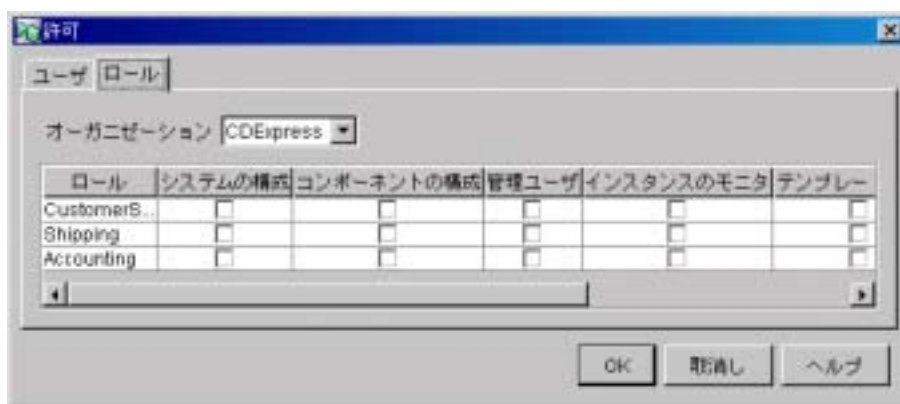 許可
ユーザ ロール
オーガニゼーション CDExpress
ロール システムの構成 コンポーネントの構成 管理ユーザ インスタンスのモニタ テンプレー
CustomerS...
Shipping
Accounting
OK 取消し ヘルプ